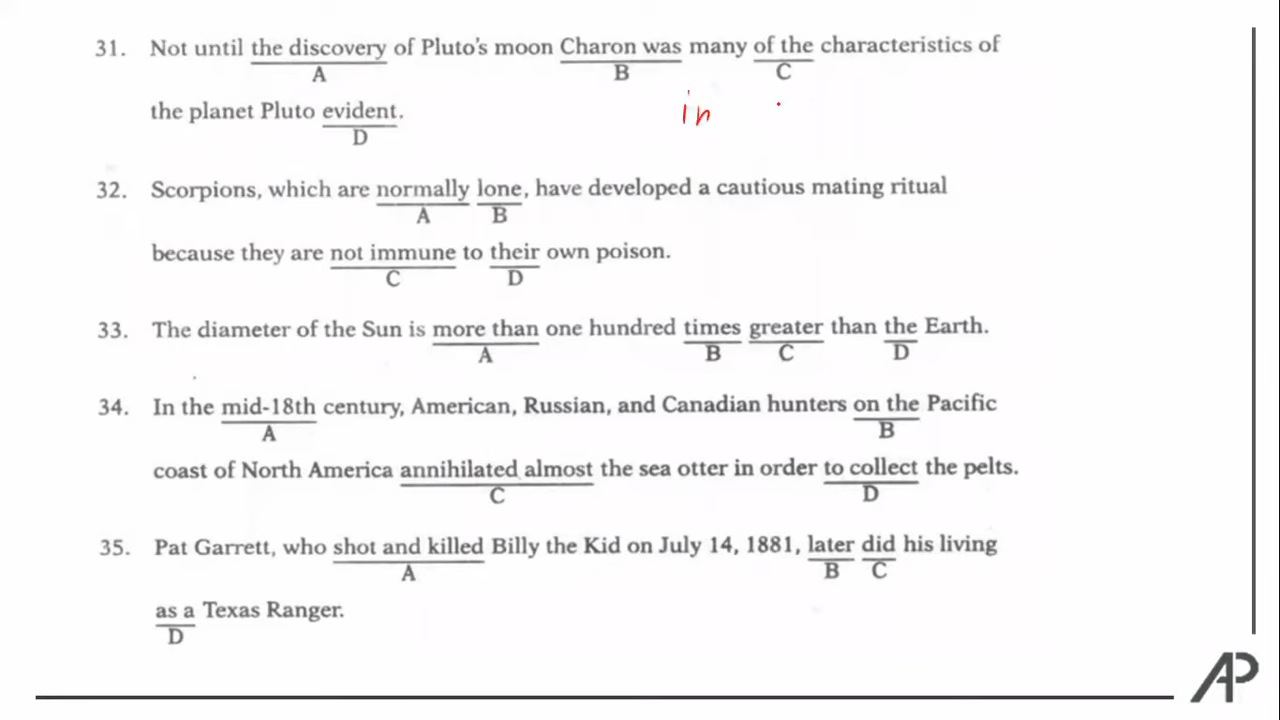 31. Not until the discovery of Pluto's moon Charon was many of the characteristics of
A B C
the planet Pluto evident.
D
in
32. Scorpions, which are normally lone, have developed a cautious mating ritual
A B
because they are not immune to their own poison.
C D
33. The diameter of the Sun is more than one hundred times greater than the Earth.
A B C D
34. In the mid-18th century, American, Russian, and Canadian hunters on the Pacific
A B
coast of North America annihilated almost the sea otter in order to collect the pelts.
C D
35. Pat Garrett, who shot and killed Billy the Kid on July 14, 1881, later did his living
A B C
as a Texas Ranger.
D
AP